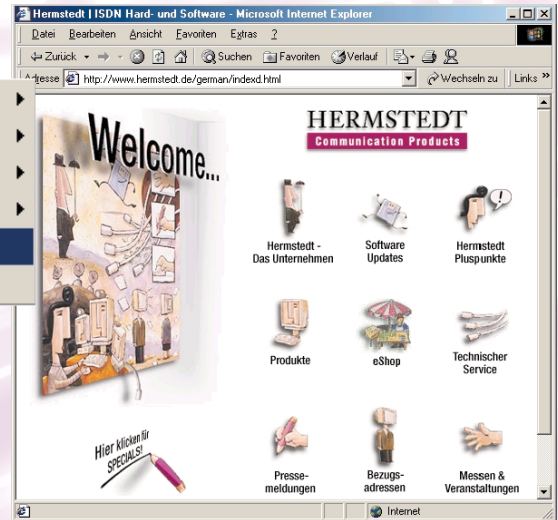 Hermstedt | ISDN Hard- und Software - Microsoft Internet Explorer
Datei Bearbeiten Ansicht Favoriten Extras ?
Zurück Suchen Favoriten Verlauf
Adresse http://www.hermstedt.de/german/indexd.html Wechseln zu Links »
Welcome...
HERMSTEDT
Communication Products
Hermstedt -
Das Unternehmen
Software
Updates
Hermstedt
Pluspunkte
Produkte
eShop
Technischer
Service
Hier klicken für
SPECIALS!
Presse-
meldungen
Bezugs-
adressen
Messen &
Veranstaltungen
Internet